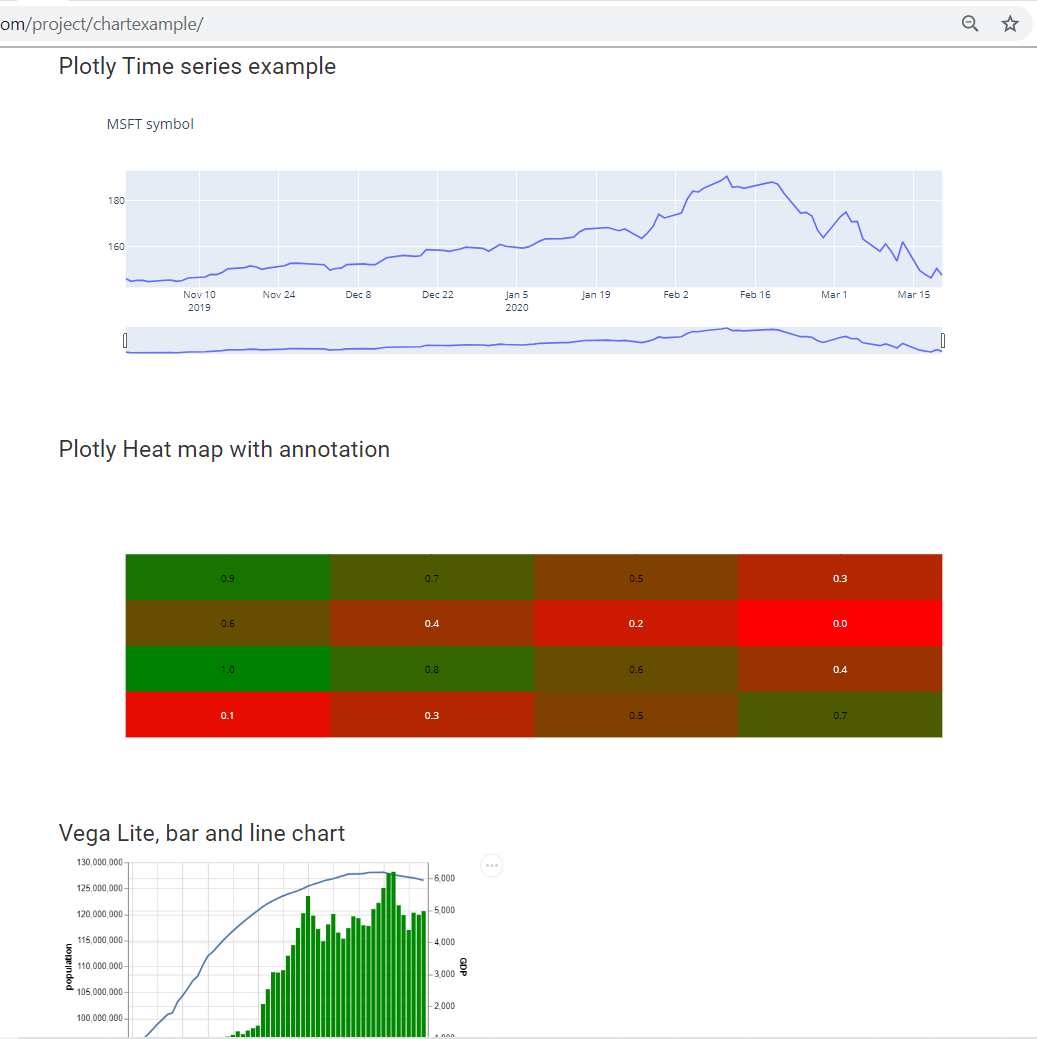 om/project/chartexample/
Plotly Time series example
MSFT symbol
180
160
Nov 10 Nov 24 Dec 8 Dec 22 Jan 5 Jan 19 Feb 2 Feb 16 Mar 1 Mar 15
2019 2020
Plotly Heat map with annotation
0.9 0.7 0.5 0.3
0.6 0.4 0.2 0.0
1.0 0.8 0.6 0.4
0.1 0.3 0.5 0.7
Vega Lite, bar and line chart
130,000,000
6,000
125,000,000
120,000,000 5,000
115,000,000
4,000
population
GDP
110,000,000
3,000
105,000,000
2,000
100,000,000